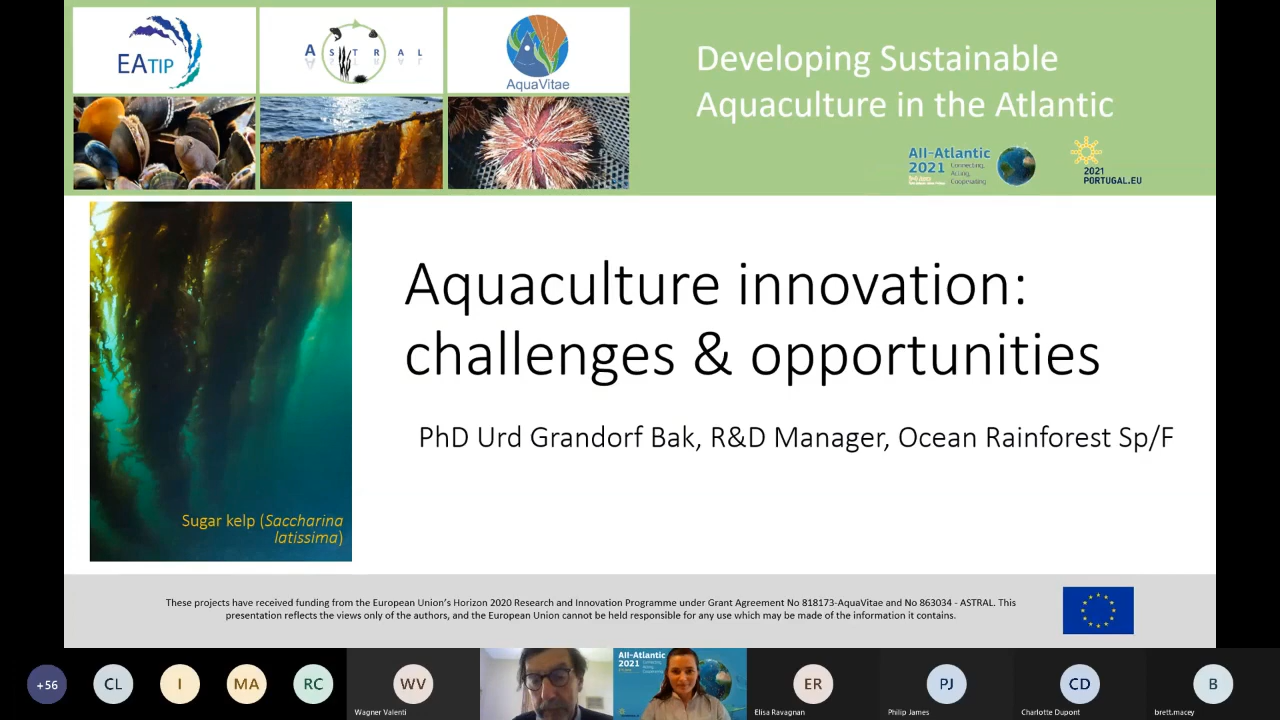 EATIP
ASTRAL
AquaVitae
Developing Sustainable
Aquaculture in the Atlantic
All-Atlantic
2021
Connecting,
Acting,
Cooperating
2021
PORTUGAL.EU
Aquaculture innovation:
challenges & opportunities
PhD Urd Grandorf Bak, R&D Manager, Ocean Rainforest Sp/F
Sugar kelp (Saccharina
latissima)
These projects have received funding from the European Union's Horizon 2020 Research and Innovation Programme under Grant Agreement No 818173-AquaVitae and No 863034 - ASTRAL. This
presentation reflects the views only of the authors, and the European Union cannot be held responsible for any use which may be made of the information it contains.
+56
CL
I
MA
RC
WV
Wagner Valenti
All-Atlantic
2021
ER
Elisa Ravagnan
PJ
Philip James
CD
Charlotte Dupont
B
brett.macey